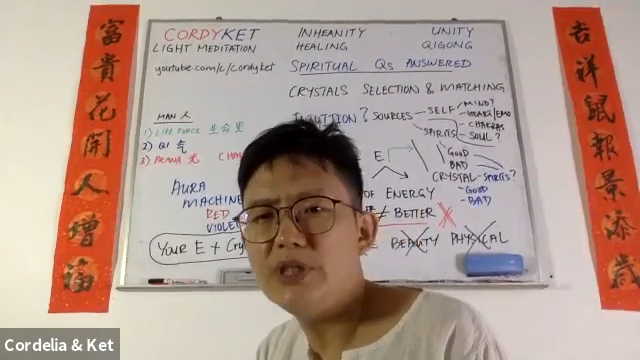 富貴花開人增福
CORDYKET INHEANITY UNITY
LIGHT MEDITATION HEALING QIGONG
youtube.com/c/cordyket SPIRITUAL Qs ANSWERED
CRYSTALS SELECTION & MATCHING
MAN 人
1) LIFE FORCE 生命里
2) QI 气
3) PRANA 光
INTUITION? SOURCES SELF MIND?
HEART/EMO
CHAKRAS
SOUL?
SPIRITS
GOOD
BAD
CRYSTAL SPIRITS?
GOOD
BAD
E
AURA
MACHINE
RED
VIOLET
OF ENERGY
≠ BETTER
YOUR E + Cry
BEAUTY PHYSICAL
吉祥鼠報景添歲
Cordelia & Ket